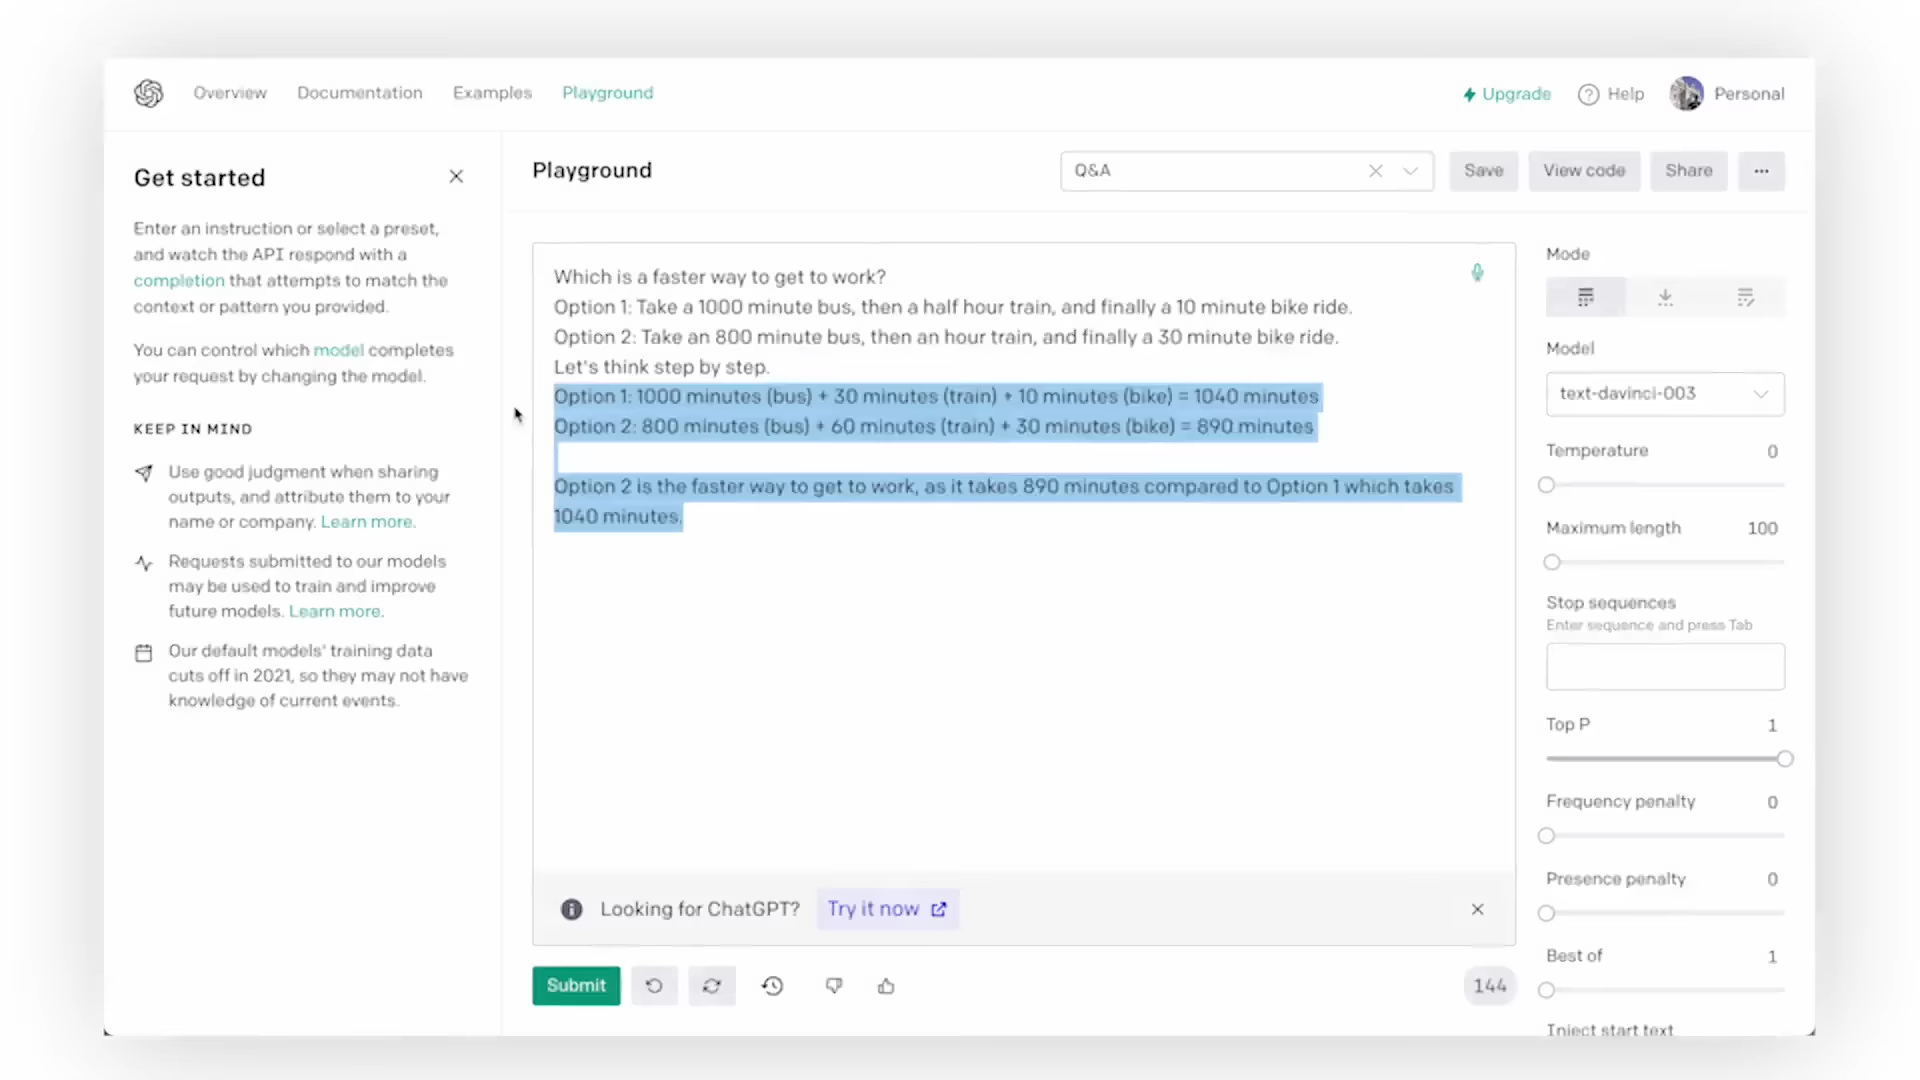 Overview Documentation Examples Playground
Upgrade Help Personal
Get started
Enter an instruction or select a preset,
and watch the API respond with a
completion that attempts to match the
context or pattern you provided.
You can control which model completes
your request by changing the model.
KEEP IN MIND
Use good judgment when sharing
outputs, and attribute them to your
name or company. Learn more.
Requests submitted to our models
may be used to train and improve
future models. Learn more.
Our default models' training data
cuts off in 2021, so they may not have
knowledge of current events.
Playground
Q&A
Save View code Share ...
Which is a faster way to get to work?
Option 1: Take a 1000 minute bus, then a half hour train, and finally a 10 minute bike ride.
Option 2: Take an 800 minute bus, then an hour train, and finally a 30 minute bike ride.
Let's think step by step.
Option 1: 1000 minutes (bus) + 30 minutes (train) + 10 minutes (bike) = 1040 minutes
Option 2: 800 minutes (bus) + 60 minutes (train) + 30 minutes (bike) = 890 minutes
Option 2 is the faster way to get to work, as it takes 890 minutes compared to Option 1 which takes
1040 minutes.
Looking for ChatGPT? Try it now
Submit
144
Mode
Model
text-davinci-003
Temperature 0
Maximum length 100
Stop sequences
Enter sequence and press Tab
Top P 1
Frequency penalty 0
Presence penalty 0
Best of 1
Inject start text